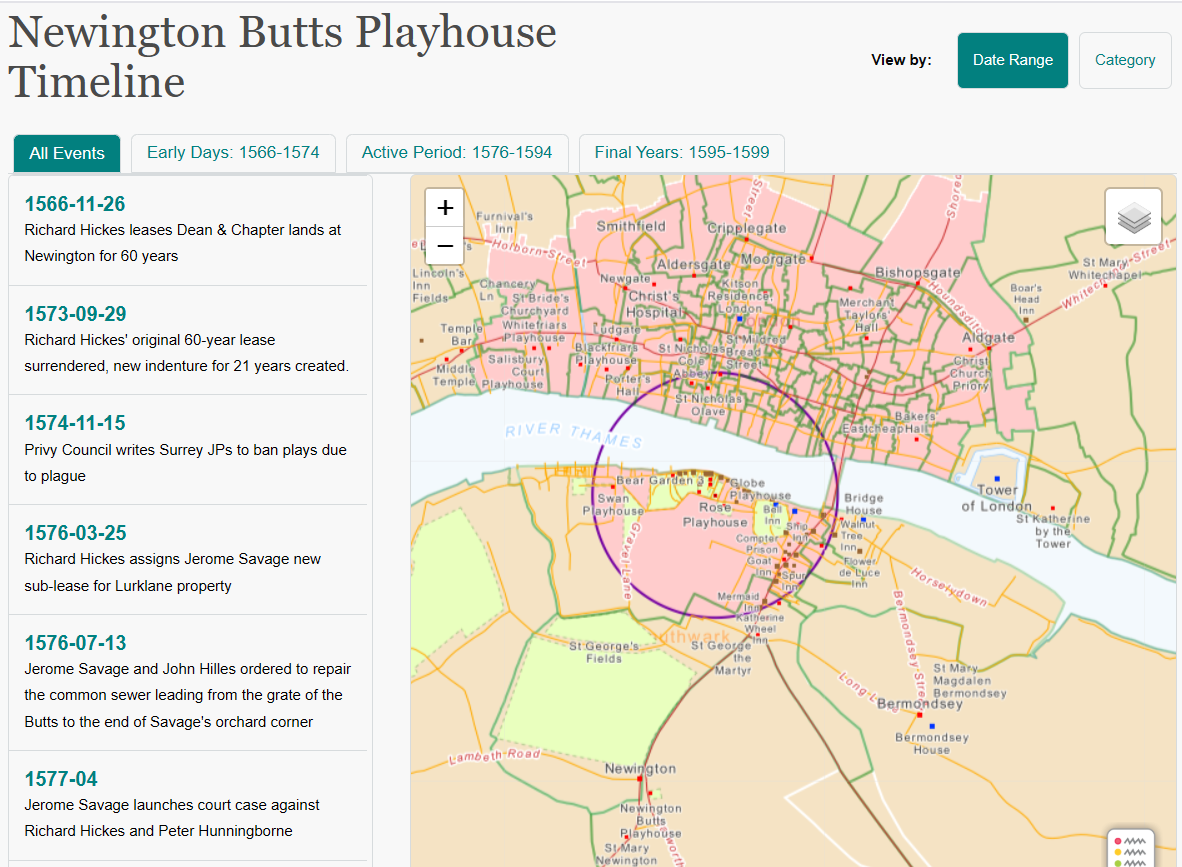 Newington Butts Playhouse
Timeline
View by:
Date Range
Category
All Events
Early Days: 1566-1574
Active Period: 1576-1594
Final Years: 1595-1599
1566-11-26
Richard Hickes leases Dean & Chapter lands at
Newington for 60 years
1573-09-29
Richard Hickes' original 60-year lease
surrendered, new indenture for 21 years created.
1574-11-15
Privy Council writes Surrey JPs to ban plays due
to plague
1576-03-25
Richard Hickes assigns Jerome Savage new
sub-lease for Lurklane property
1576-07-13
Jerome Savage and John Hilles ordered to repair
the common sewer leading from the grate of the
Butts to the end of Savage's orchard corner
1577-04
Jerome Savage launches court case against
Richard Hickes and Peter Hunningborne
+
−
Furnival's
Inn
Holborn-Street
Lincoln's
Inn
Fields
Chancery
Ln
Smithfield
Street
Cripplegate
Shored
Aldersgate
Moorgate
Bishopsgate
St Mary
Whitechapel
Whitech
Street
Newgate
Christ's
Hospital
Kitson
Residence,
London
Merchant
Taylors'
Hall
Houndsditch
Boar's
Head
Inn
St Bride's
Churchyard
Whitefriars
Playhouse
Temple
Bar
Ludgate
Blackfriars
Playhouse
St Nicholas
Cole
Abbey
St Mildred
Bread
Street
Aldgate
Christ
Church
Priory
Middle
Temple
Salisbury
Court
Playhouse
Porter's
Hall
St Nicholas
Olave
Eastcheap
Bakers'
Hall
RIVER THAMES
Bear Garden 3
Globe
Playhouse
Swan
Playhouse
Rose
Playhouse
Bell
Inn
Ship
Inn
Bridge
House
Walnut
Tree
Inn
Tower
of London
St Katherine
by the
Tower
Gravel Lane
Compter
Prison
Goat
Inn
Spur
Inn
Flower
de Luce
Inn
Horselydown
Mermaid
Inn
Katherine
Wheel
Inn
Bermondsey Street
St George's
Fields
thwark
St George
the
Martyr
St Mary
Magdalen
Bermondsey
Long L
Bermondsey
Bermondsey
House
Lambeth Road
Newington
Newington
Butts
Playhouse
St Mary
Newington